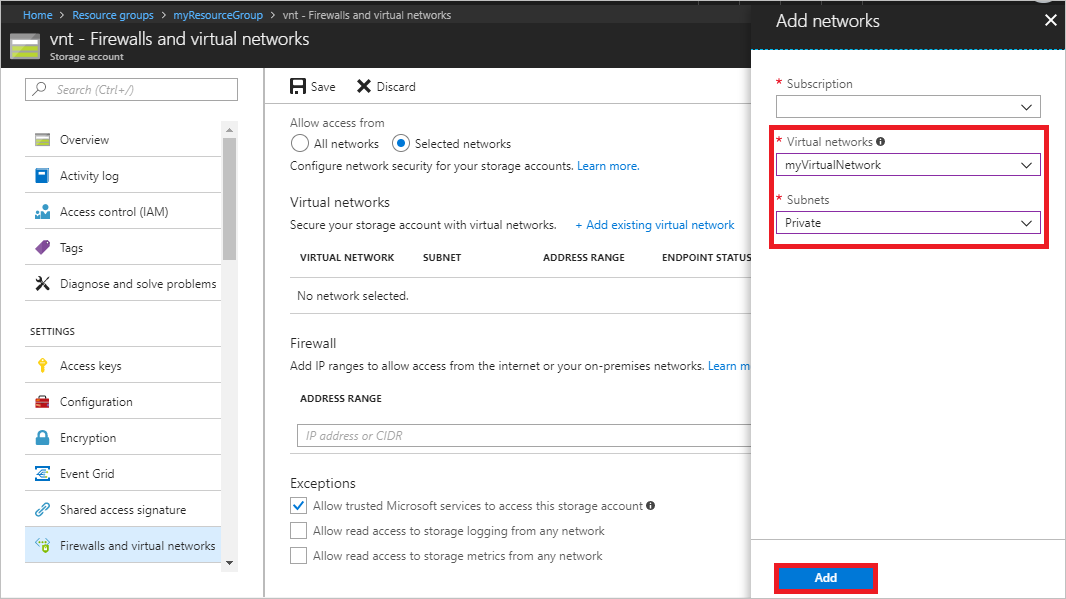 Home > Resource groups > myResourceGroup > vnt - Firewalls and virtual networks
vnt - Firewalls and virtual networks
Storage account
Search (Ctrl+/)
Overview
Activity log
Access control (IAM)
Tags
Diagnose and solve problems
SETTINGS
Access keys
Configuration
Encryption
Event Grid
Shared access signature
Firewalls and virtual networks
Save Discard
Allow access from
All networks Selected networks
Configure network security for your storage accounts. Learn more.
Virtual networks
Secure your storage account with virtual networks. + Add existing virtual network
VIRTUAL NETWORK SUBNET ADDRESS RANGE ENDPOINT STATUS
No network selected.
Firewall
Add IP ranges to allow access from the internet or your on-premises networks. Learn m
ADDRESS RANGE
IP address or CIDR
Exceptions
Allow trusted Microsoft services to access this storage account
Allow read access to storage logging from any network
Allow read access to storage metrics from any network
Add networks
* Subscription
* Virtual networks
myVirtualNetwork
* Subnets
Private
Add